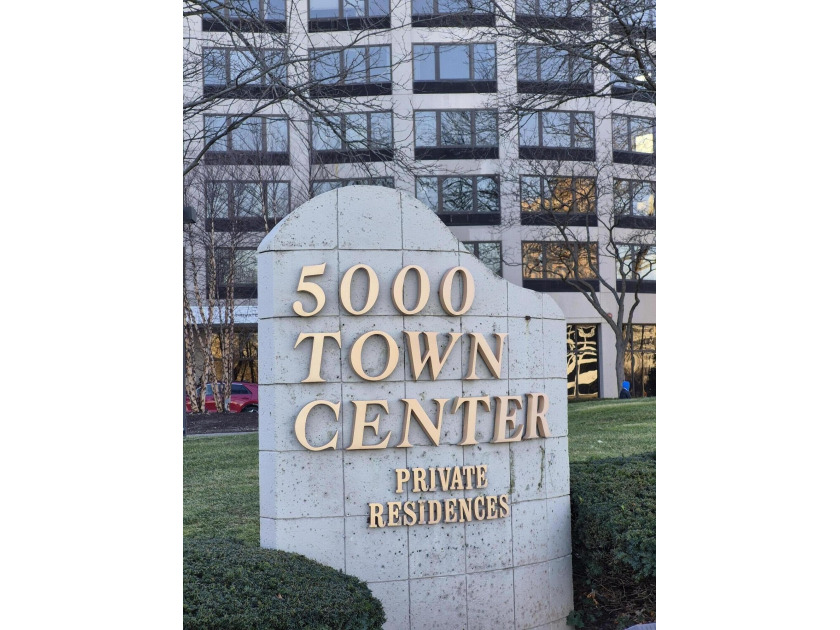 5000
TOWN
CENTER
PRIVATE
RESIDENCES